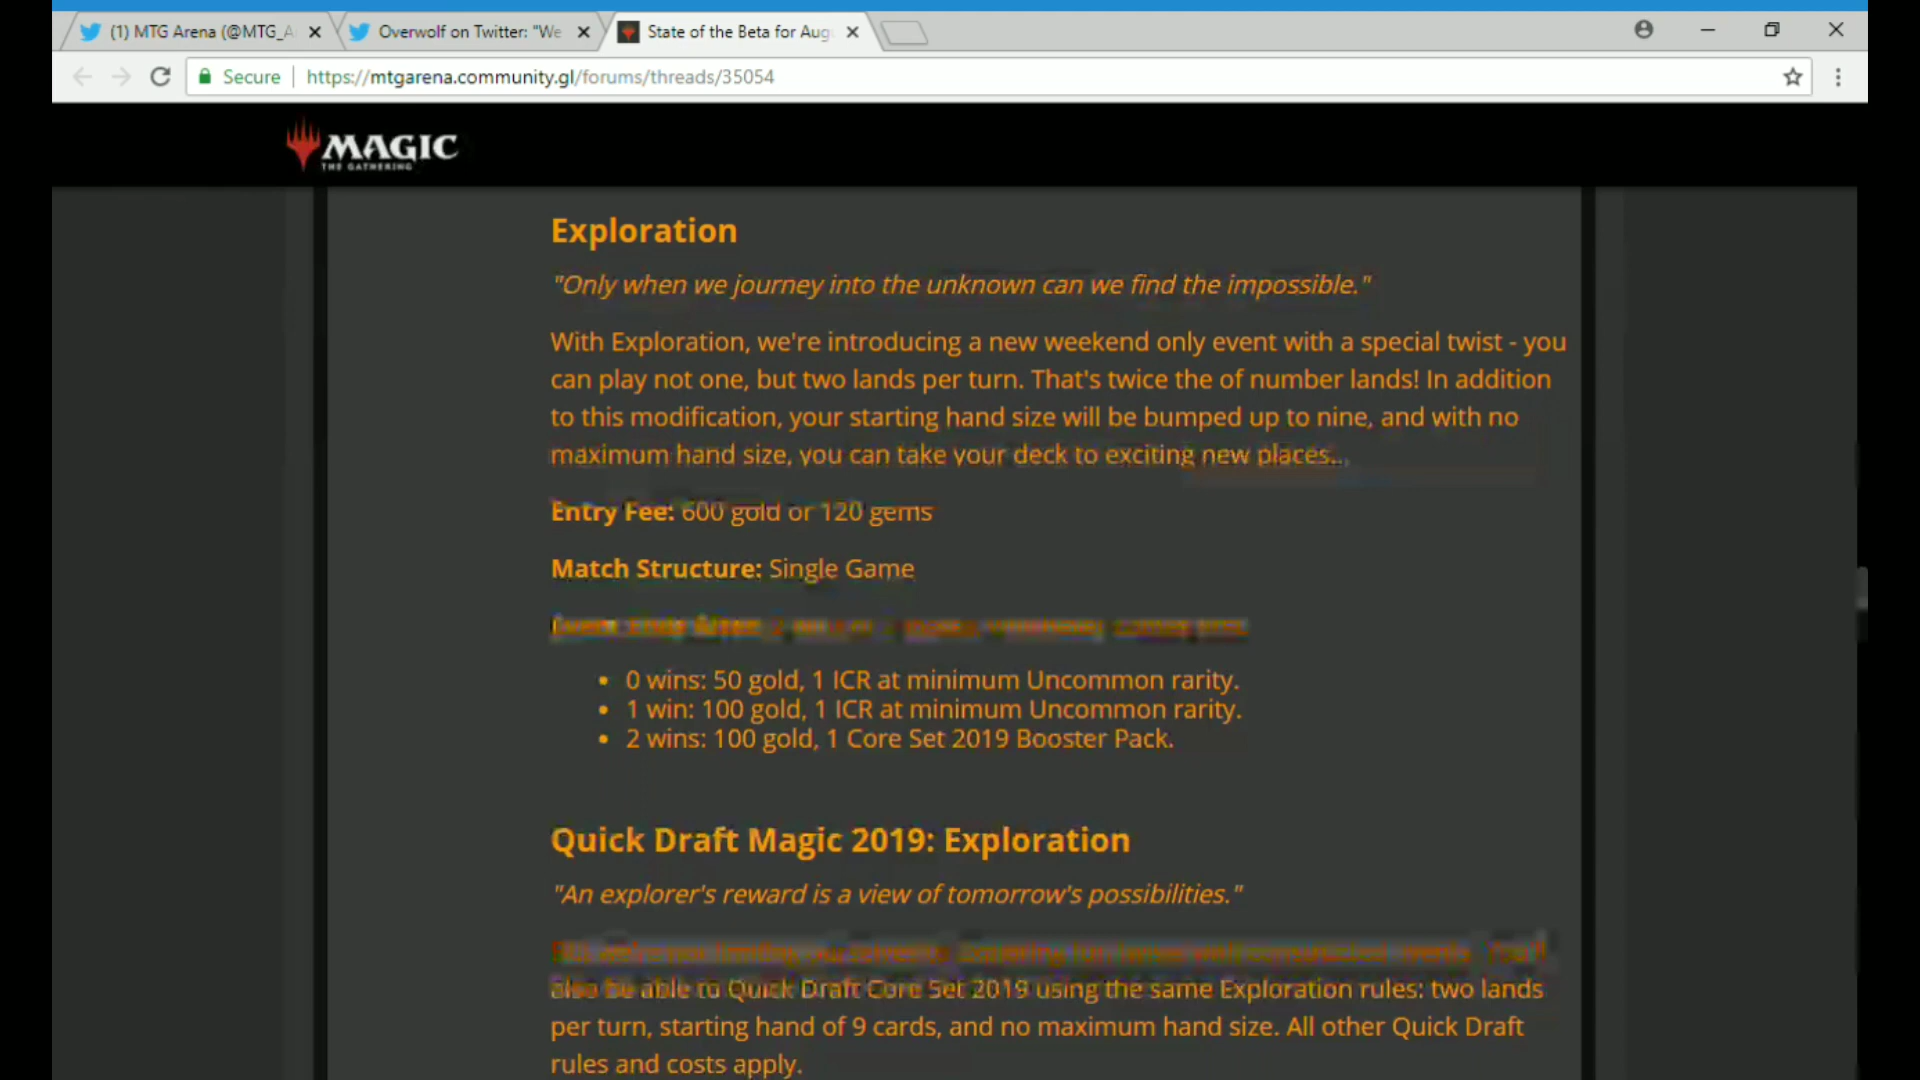 (1) MTG Arena (@MTG_A
Overwolf on Twitter: "We
State of the Beta for Aug
Secure
https://mtgarena.community.gl/forums/threads/35054
MAGIC
THE GATHERING
Exploration
"Only when we journey into the unknown can we find the impossible."
With Exploration, we're introducing a new weekend only event with a special twist - you
can play not one, but two lands per turn. That's twice the of number lands! In addition
to this modification, your starting hand size will be bumped up to nine, and with no
maximum hand size, you can take your deck to exciting new places...
Entry Fee: 600 gold or 120 gems
Match Structure: Single Game
• 0 wins: 50 gold, 1 ICR at minimum Uncommon rarity.
• 1 win: 100 gold, 1 ICR at minimum Uncommon rarity.
• 2 wins: 100 gold, 1 Core Set 2019 Booster Pack.
Quick Draft Magic 2019: Exploration
"An explorer's reward is a view of tomorrow's possibilities."
also be able to Quick Draft Core Set 2019 using the same Exploration rules: two lands
per turn, starting hand of 9 cards, and no maximum hand size. All other Quick Draft
rules and costs apply.